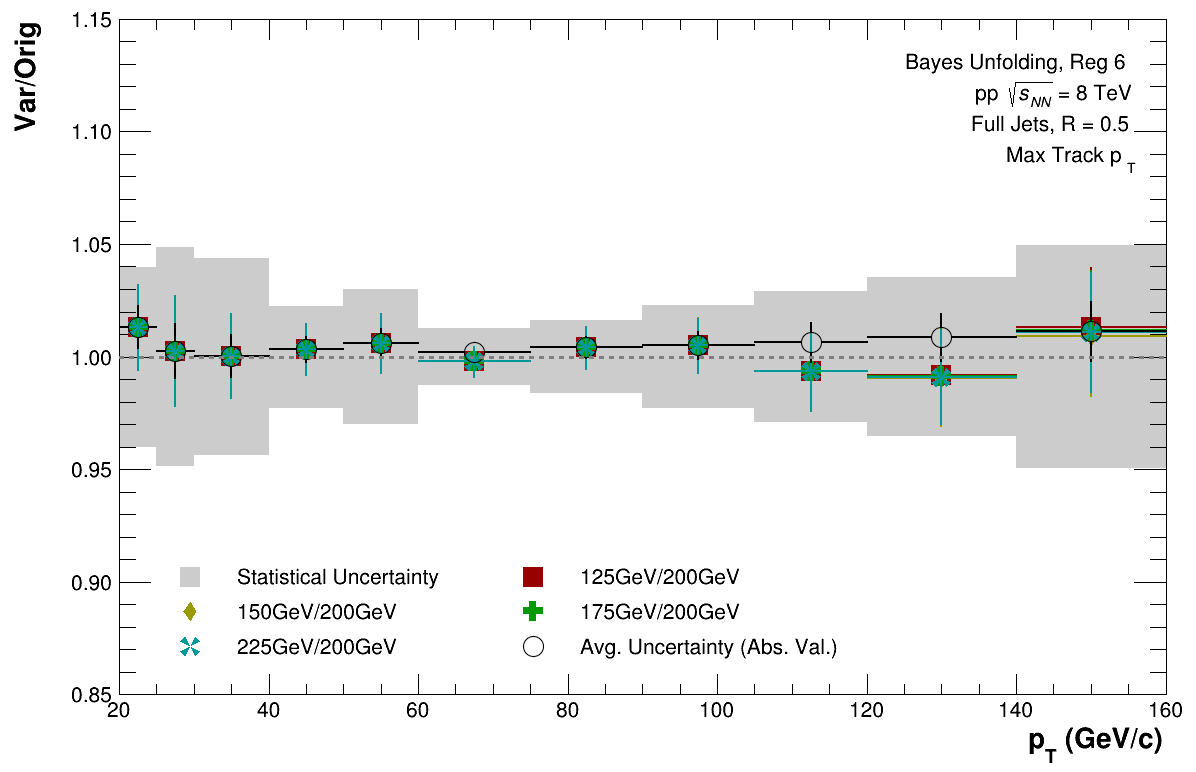 Var/Orig
1.15
1.10
1.05
1.00
0.95
0.90
0.85
Bayes Unfolding, Reg 6
pp √s_NN = 8 TeV
Full Jets, R = 0.5
Max Track p_T
Statistical Uncertainty
125GeV/200GeV
150GeV/200GeV
175GeV/200GeV
225GeV/200GeV
Avg. Uncertainty (Abs. Val.)
20 40 60 80 100 120 140 160
p_T (GeV/c)